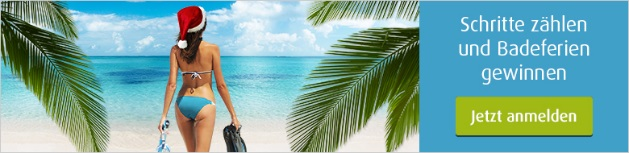 Schritte zählen
und Badeferien
gewinnen
Jetzt anmelden